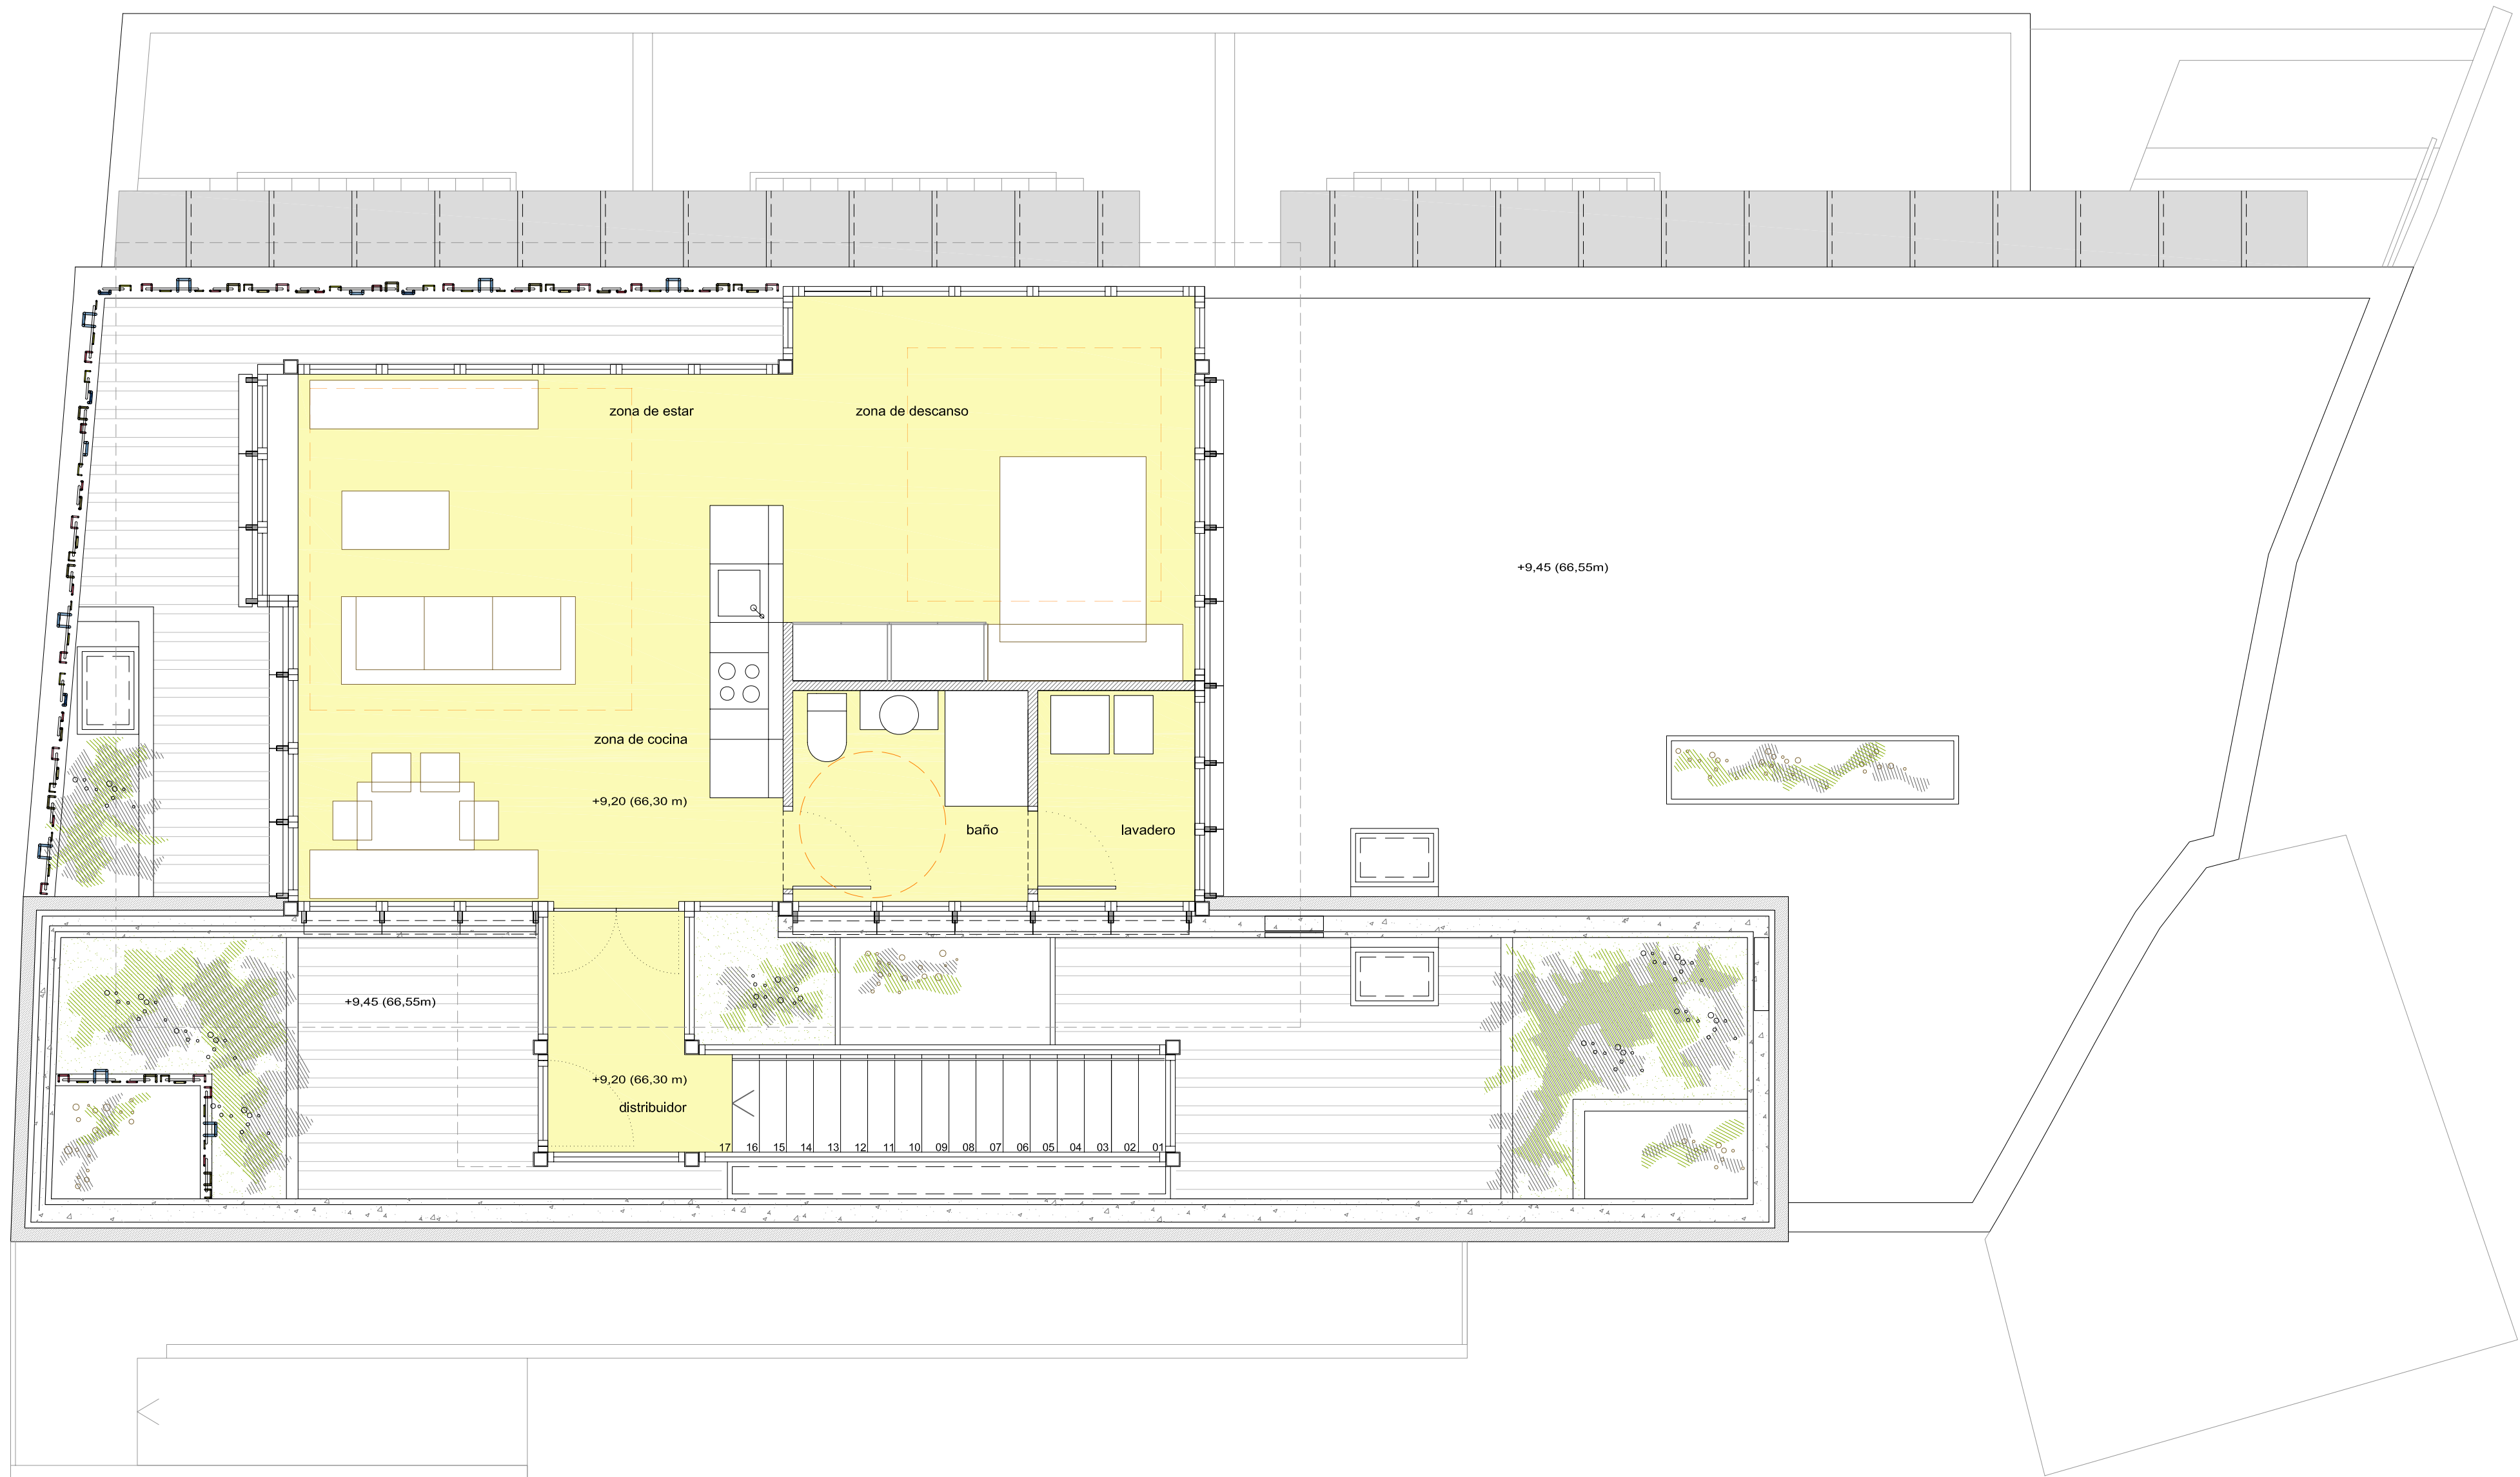 zona de estar
zona de descanso
+9,45 (66,55m)
zona de cocina
+9,20 (66,30 m)
baño
lavadero
+9,45 (66,55m)
+9,20 (66,30 m)
distribuidor
17 16 15 14 13 12 11 10 09 08 07 06 05 04 03 02 01